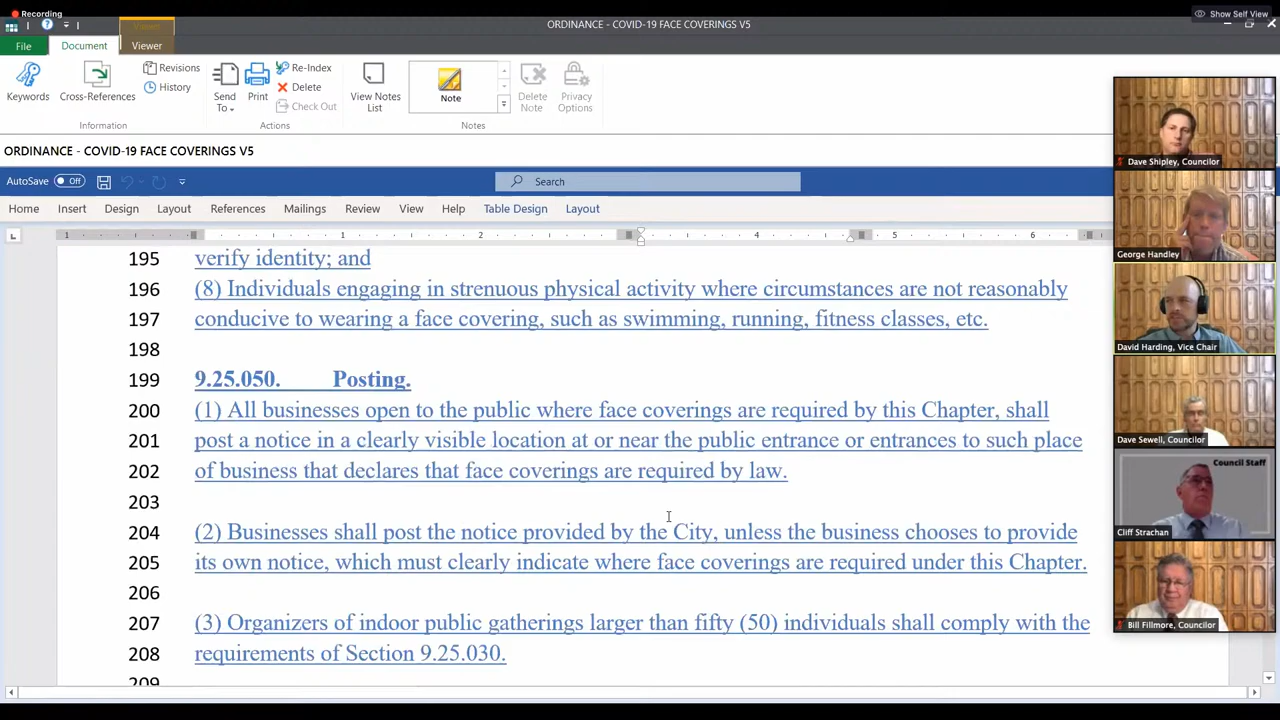 Recording
Show Self View
ORDINANCE - COVID-19 FACE COVERINGS V5
Viewer
File
Document
Viewer
Keywords
Cross-References
Revisions
History
Information
Send To
Print
Re-Index
Delete
Check Out
Actions
View Notes List
Note
Delete Note
Privacy Options
Notes
ORDINANCE - COVID-19 FACE COVERINGS V5
AutoSave Off
Search
Home Insert Design Layout References Mailings Review View Help Table Design Layout
1 1 2 4 5 6
195 verify identity; and
196 (8) Individuals engaging in strenuous physical activity where circumstances are not reasonably
197 conducive to wearing a face covering, such as swimming, running, fitness classes, etc.
198
199 9.25.050. Posting.
200 (1) All businesses open to the public where face coverings are required by this Chapter, shall
201 post a notice in a clearly visible location at or near the public entrance or entrances to such place
202 of business that declares that face coverings are required by law.
203
204 (2) Businesses shall post the notice provided by the City, unless the business chooses to provide
205 its own notice, which must clearly indicate where face coverings are required under this Chapter.
206
207 (3) Organizers of indoor public gatherings larger than fifty (50) individuals shall comply with the
208 requirements of Section 9.25.030.
209
Dave Shipley, Councilor
George Handley
David Harding, Vice Chair
Dave Sewell, Councilor
Council Staff
Cliff Strachan
Bill Fillmore, Councilor